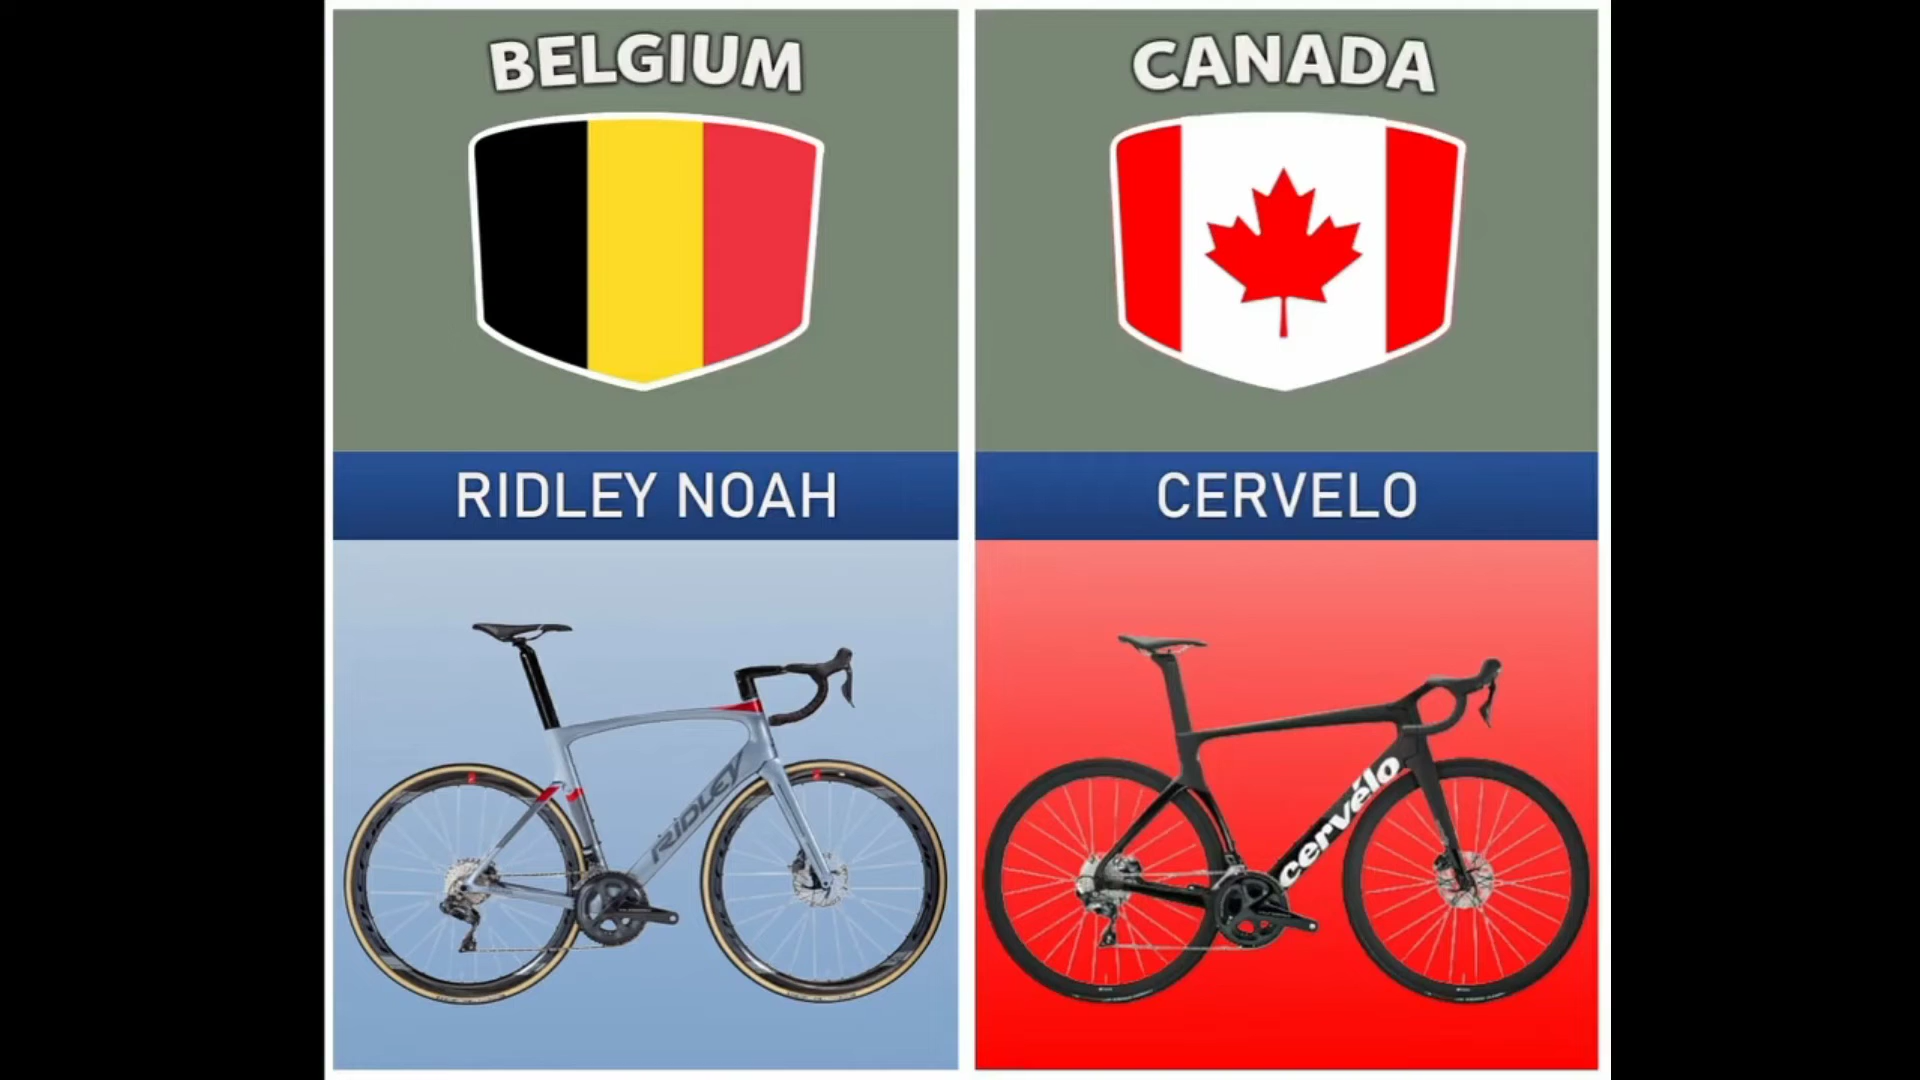 BELGIUM
CANADA
RIDLEY NOAH
CERVELO
RIDLEY
cervélo